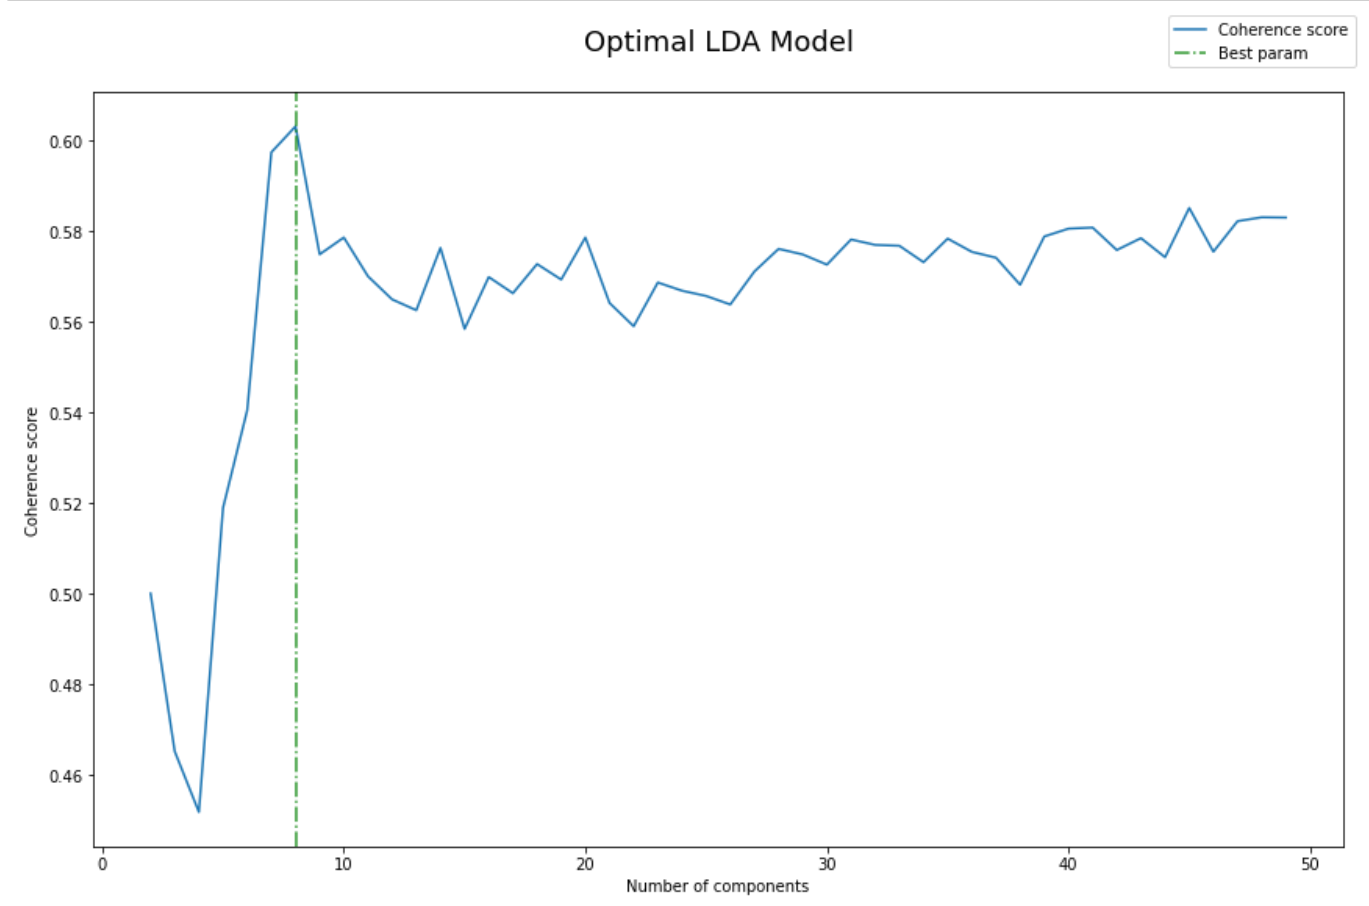 Optimal LDA Model
Coherence score
Best param
0.60
0.58
0.56
0.54
0.52
0.50
0.48
0.46
Coherence score
0 10 20 30 40 50
Number of components